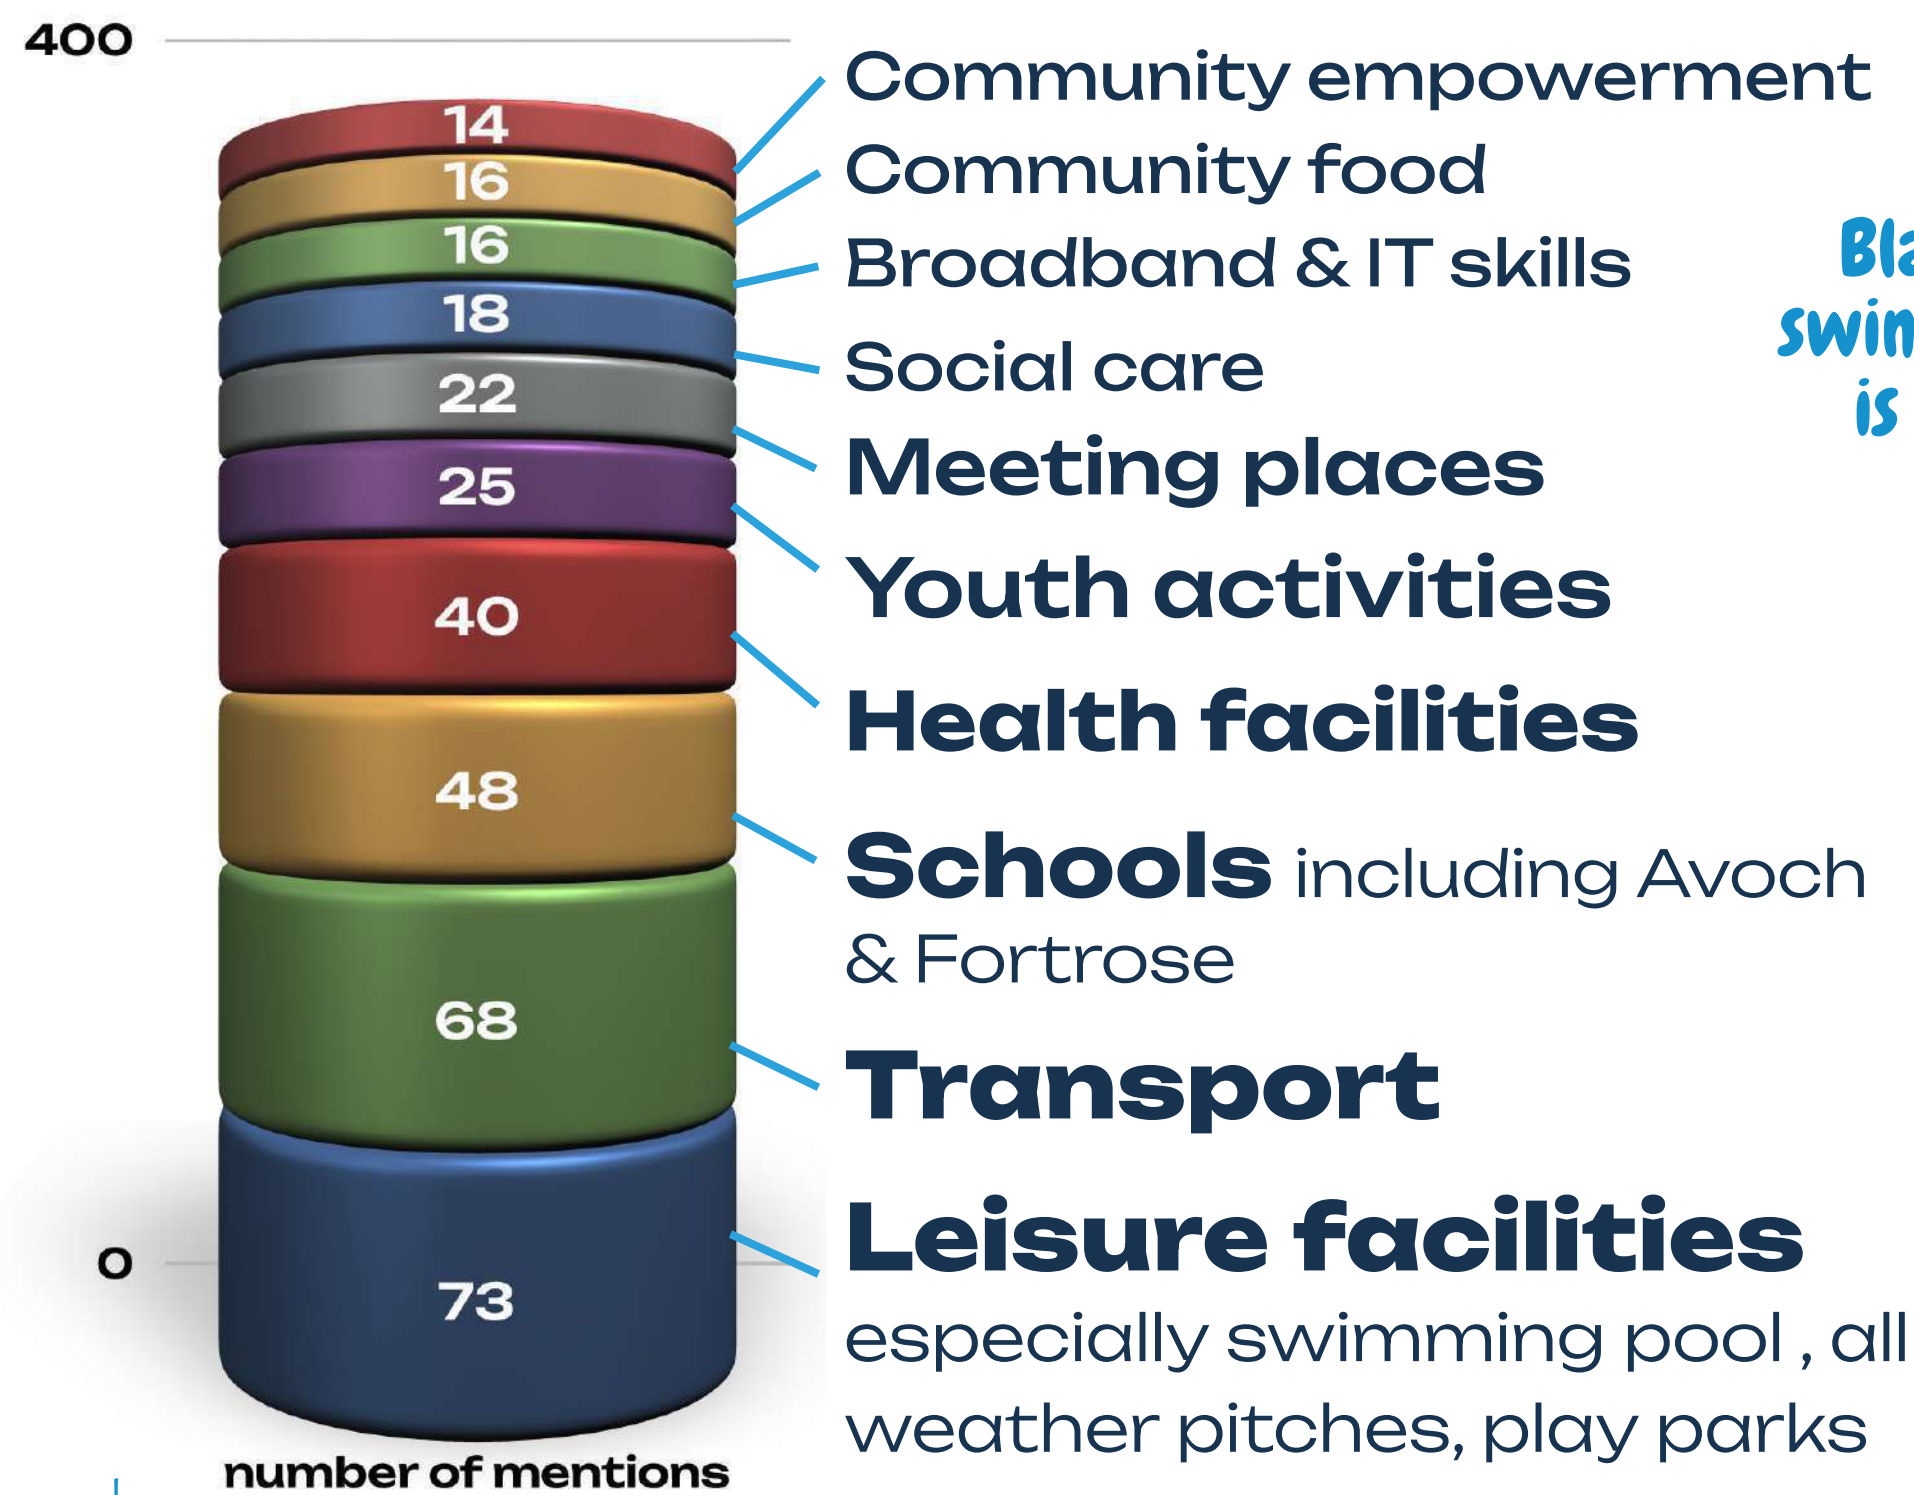 400
14
16
16
18
22
25
40
48
68
0
73
number of mentions
Community empowerment
Community food
Broadband & IT skills
Social care
Meeting places
Youth activities
Health facilities
Schools including Avoch
& Fortrose
Transport
Leisure facilities
especially swimming pool , all
weather pitches, play parks
is